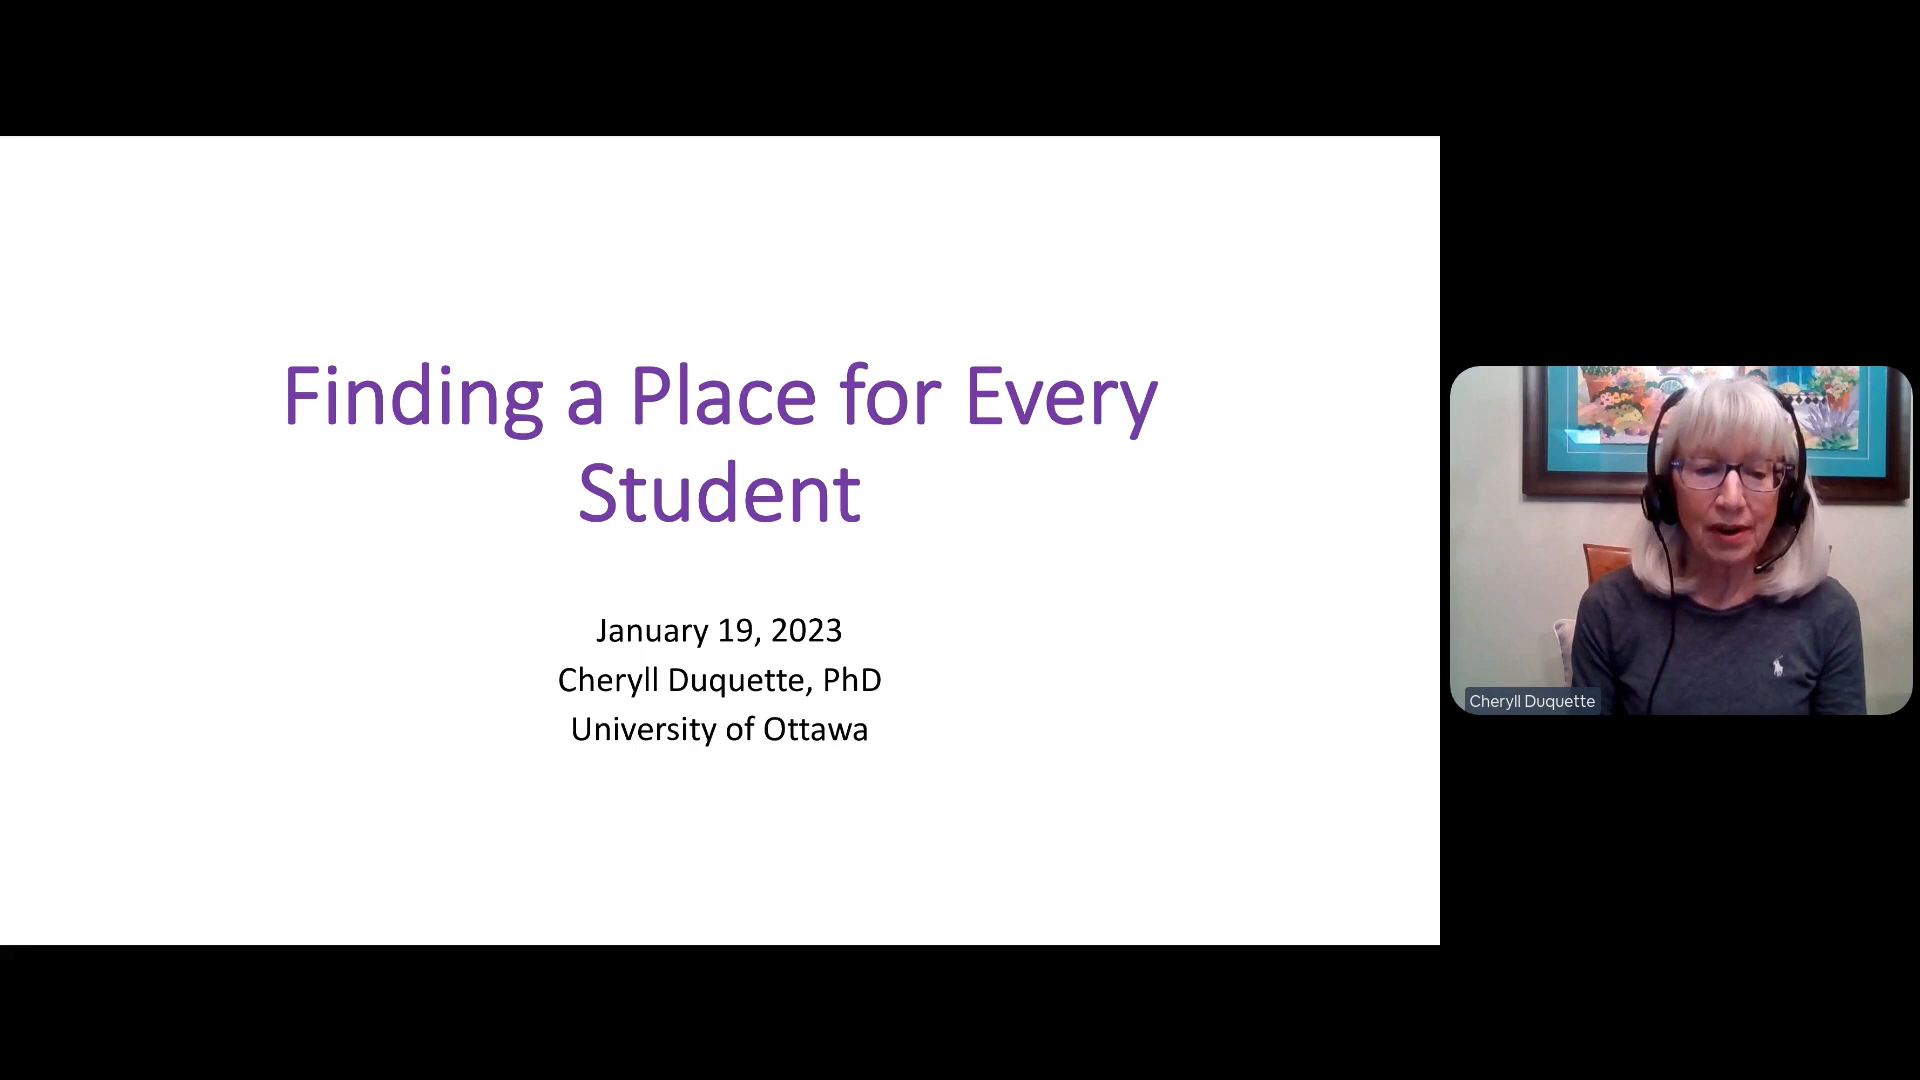 Finding a Place for Every
Student
January 19, 2023
Cheryll Duquette, PhD
University of Ottawa
Cheryll Duquette